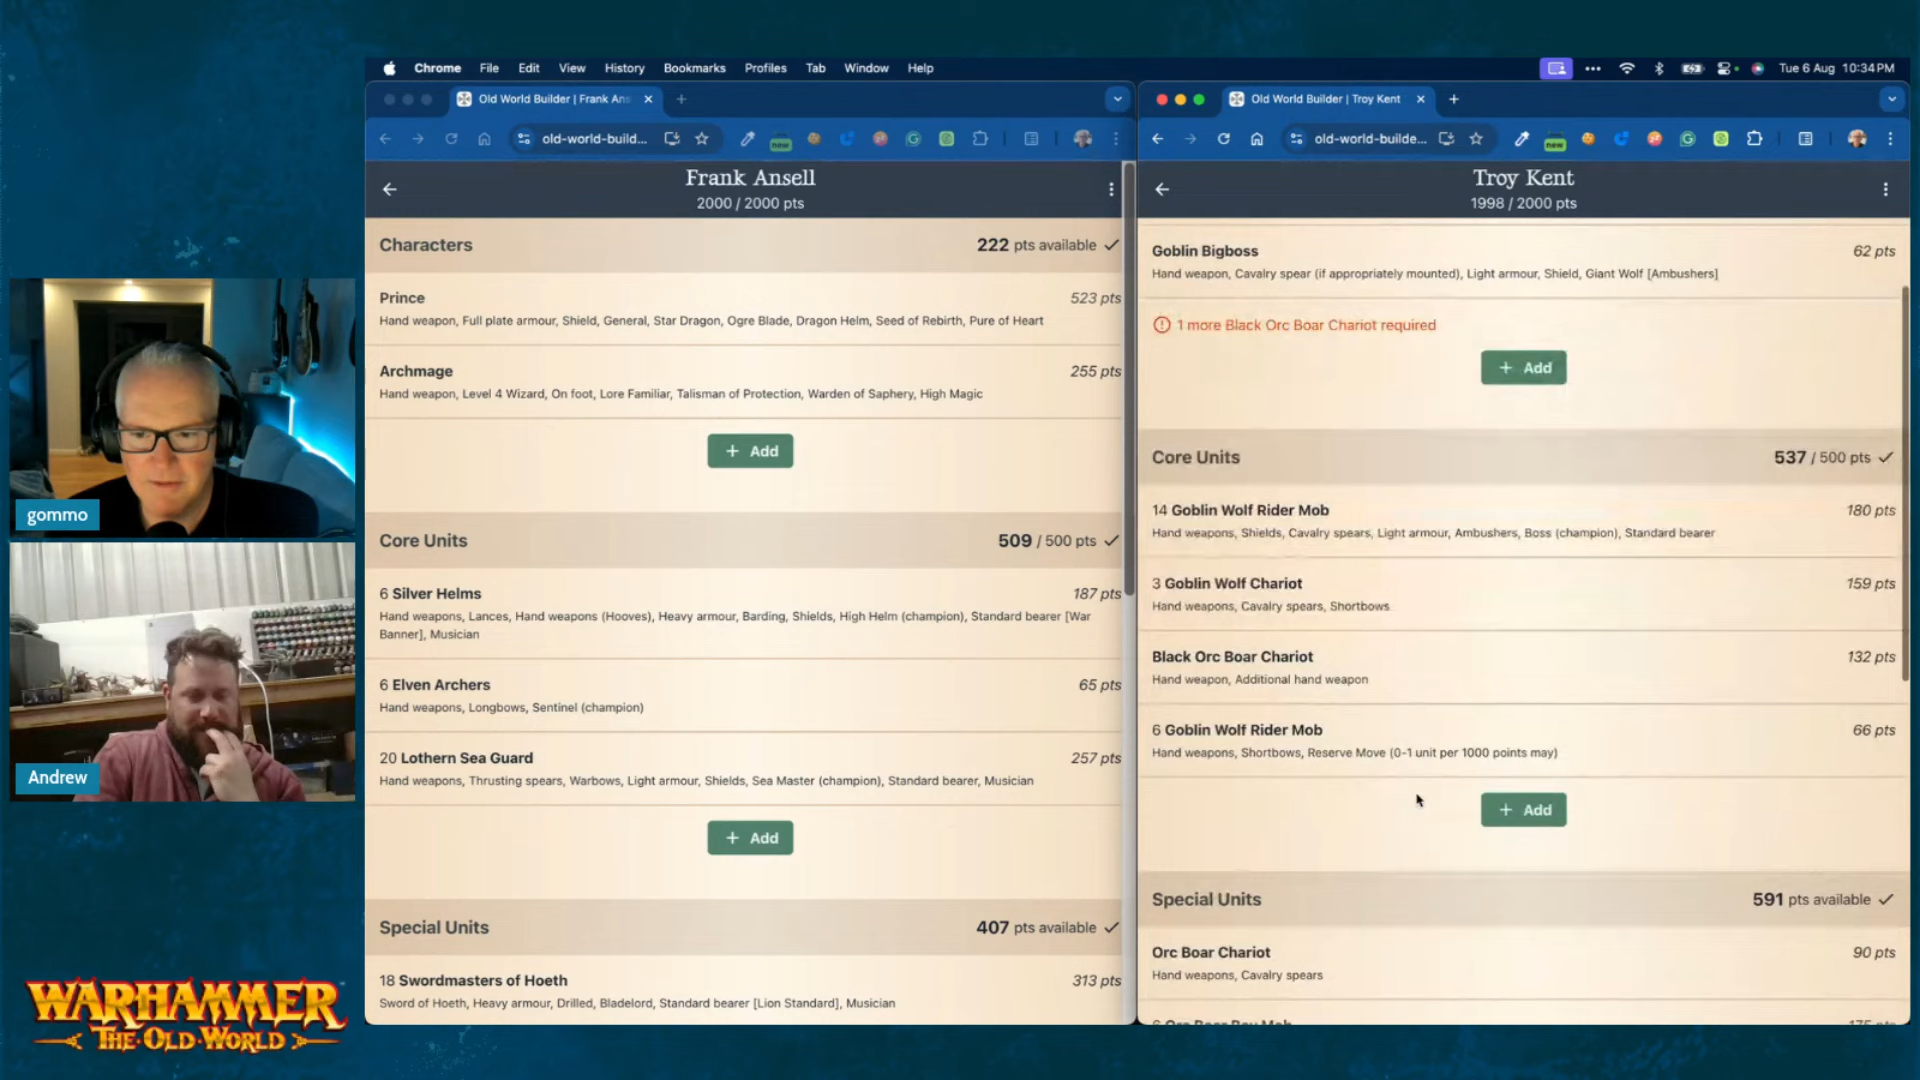 Chrome File Edit View History Bookmarks Profiles Tab Window Help
Tue 6 Aug 10:34 PM
Old World Builder | Frank Ans
old-world-build...
new
Frank Ansell
2000 / 2000 pts
Characters
222 pts available
Prince
523 pts
Hand weapon, Full plate armour, Shield, General, Star Dragon, Ogre Blade, Dragon Helm, Seed of Rebirth, Pure of Heart
Archmage
255 pts
Hand weapon, Level 4 Wizard, On foot, Lore Familiar, Talisman of Protection, Warden of Saphery, High Magic
+ Add
Core Units
509 / 500 pts
6 Silver Helms
187 pts
Hand weapons, Lances, Hand weapons (Hooves), Heavy armour, Barding, Shields, High Helm (champion), Standard bearer [War
Banner], Musician
6 Elven Archers
65 pts
Hand weapons, Longbows, Sentinel (champion)
20 Lothern Sea Guard
257 pts
Hand weapons, Thrusting spears, Warbows, Light armour, Shields, Sea Master (champion), Standard bearer, Musician
+ Add
Special Units
407 pts available
18 Swordmasters of Hoeth
313 pts
Sword of Hoeth, Heavy armour, Drilled, Bladelord, Standard bearer [Lion Standard], Musician
Old World Builder | Troy Kent
old-world-builde...
new
Troy Kent
1998 / 2000 pts
Goblin Bigboss
62 pts
Hand weapon, Cavalry spear (if appropriately mounted), Light armour, Shield, Giant Wolf [Ambushers]
1 more Black Orc Boar Chariot required
+ Add
Core Units
537 / 500 pts
14 Goblin Wolf Rider Mob
180 pts
Hand weapons, Shields, Cavalry spears, Light armour, Ambushers, Boss (champion), Standard bearer
3 Goblin Wolf Chariot
159 pts
Hand weapons, Cavalry spears, Shortbows
Black Orc Boar Chariot
132 pts
Hand weapon, Additional hand weapon
6 Goblin Wolf Rider Mob
66 pts
Hand weapons, Shortbows, Reserve Move (0-1 unit per 1000 points may)
+ Add
Special Units
591 pts available
Orc Boar Chariot
90 pts
Hand weapons, Cavalry spears
6 Orc Boar Boy Mob
175 pts
gommo
Andrew
WARHAMMER
THE·OLD·WORLD